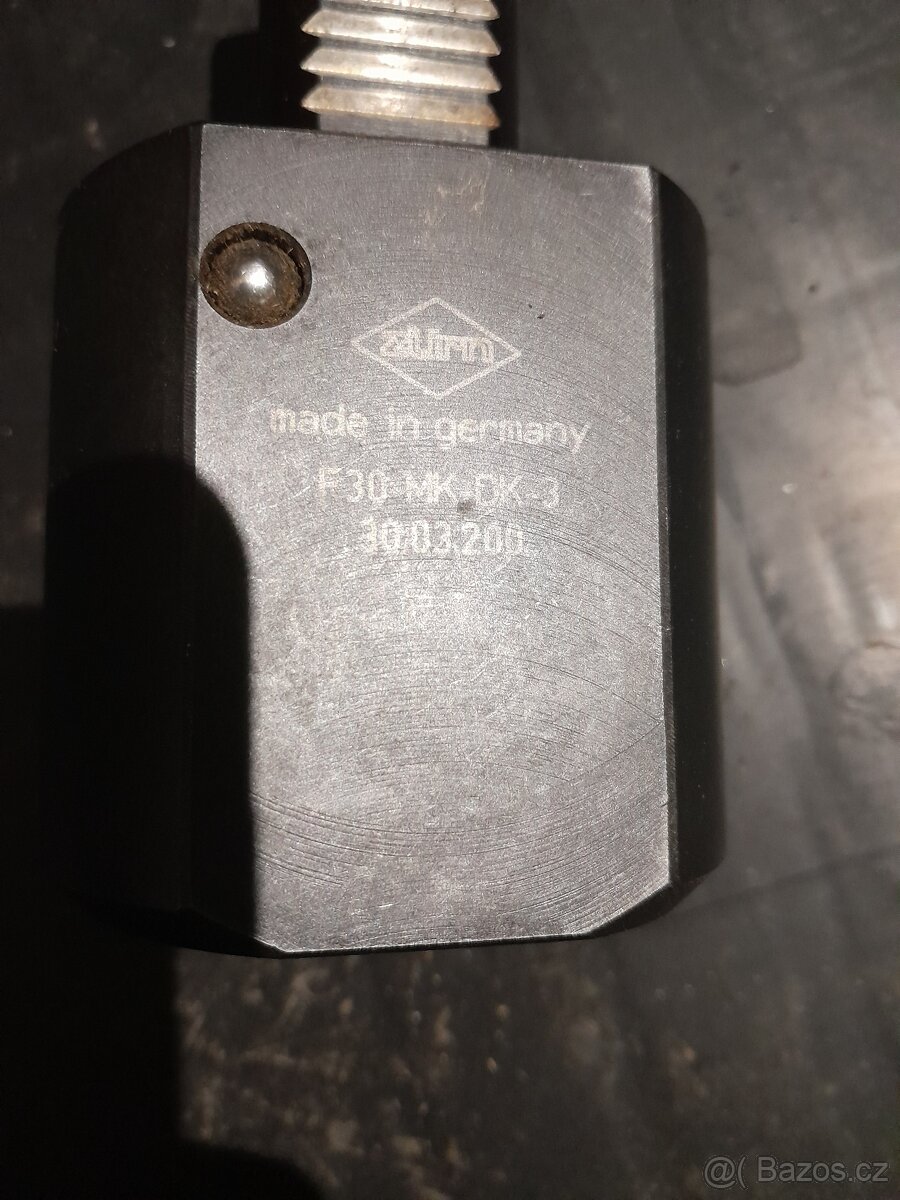 zürn
made in germany
F30-MK-DK-3
30.03.200
@( Bazos.cz